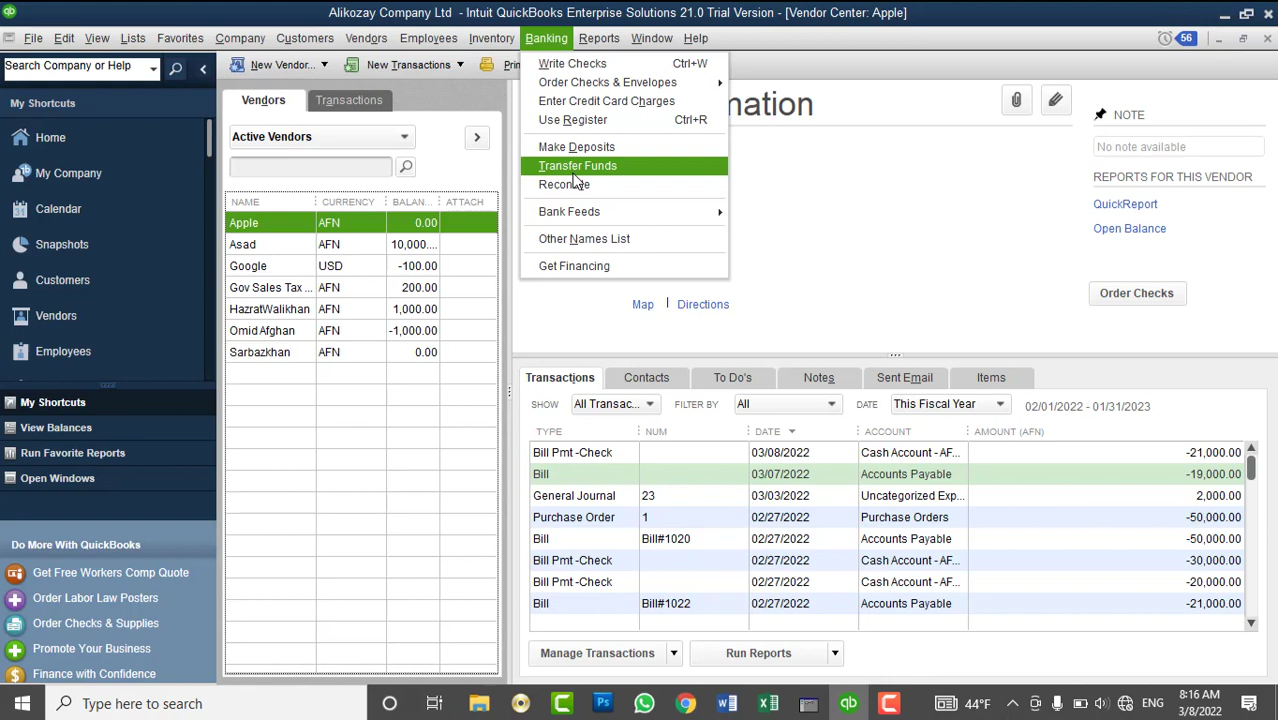 Alikozay Company Ltd - Intuit QuickBooks Enterprise Solutions 21.0 Trial Version - [Vendor Center: Apple]
File Edit View Lists Favorites Company Customers Vendors Employees Inventory Banking Reports Window Help 56
Search Company or Help
New Vendor... New Transactions Prin
My Shortcuts
Home
My Company
Calendar
Snapshots
Customers
Vendors
Employees
My Shortcuts
View Balances
Run Favorite Reports
Open Windows
Do More With QuickBooks
Get Free Workers Comp Quote
Order Labor Law Posters
Order Checks & Supplies
Promote Your Business
Finance with Confidence
Vendors Transactions
Active Vendors
NAME CURRENCY BALAN... ATTACH
Apple AFN 0.00
Asad AFN 10,000....
Google USD -100.00
Gov Sales Tax ... AFN 200.00
HazratWalikhan AFN 1,000.00
Omid Afghan AFN -1,000.00
Sarbazkhan AFN 0.00
Write Checks Ctrl+W
Order Checks & Envelopes
Enter Credit Card Charges
Use Register Ctrl+R
Make Deposits
Transfer Funds
Reconcile
Bank Feeds
Other Names List
Get Financing
mation
Map | Directions
NOTE
No note available
REPORTS FOR THIS VENDOR
QuickReport
Open Balance
Order Checks
Transactions Contacts To Do's Notes Sent Email Items
SHOW All Transac... FILTER BY All DATE This Fiscal Year 02/01/2022 - 01/31/2023
TYPE NUM DATE ACCOUNT AMOUNT (AFN)
Bill Pmt -Check 03/08/2022 Cash Account - AF... -21,000.00
Bill 03/07/2022 Accounts Payable -19,000.00
General Journal 23 03/03/2022 Uncategorized Exp... 2,000.00
Purchase Order 1 02/27/2022 Purchase Orders -50,000.00
Bill Bill#1020 02/27/2022 Accounts Payable -50,000.00
Bill Pmt -Check 02/27/2022 Cash Account - AF... -30,000.00
Bill Pmt -Check 02/27/2022 Cash Account - AF... -20,000.00
Bill Bill#1022 02/27/2022 Accounts Payable -21,000.00
Manage Transactions Run Reports
Type here to search
44°F ENG 8:16 AM
3/8/2022